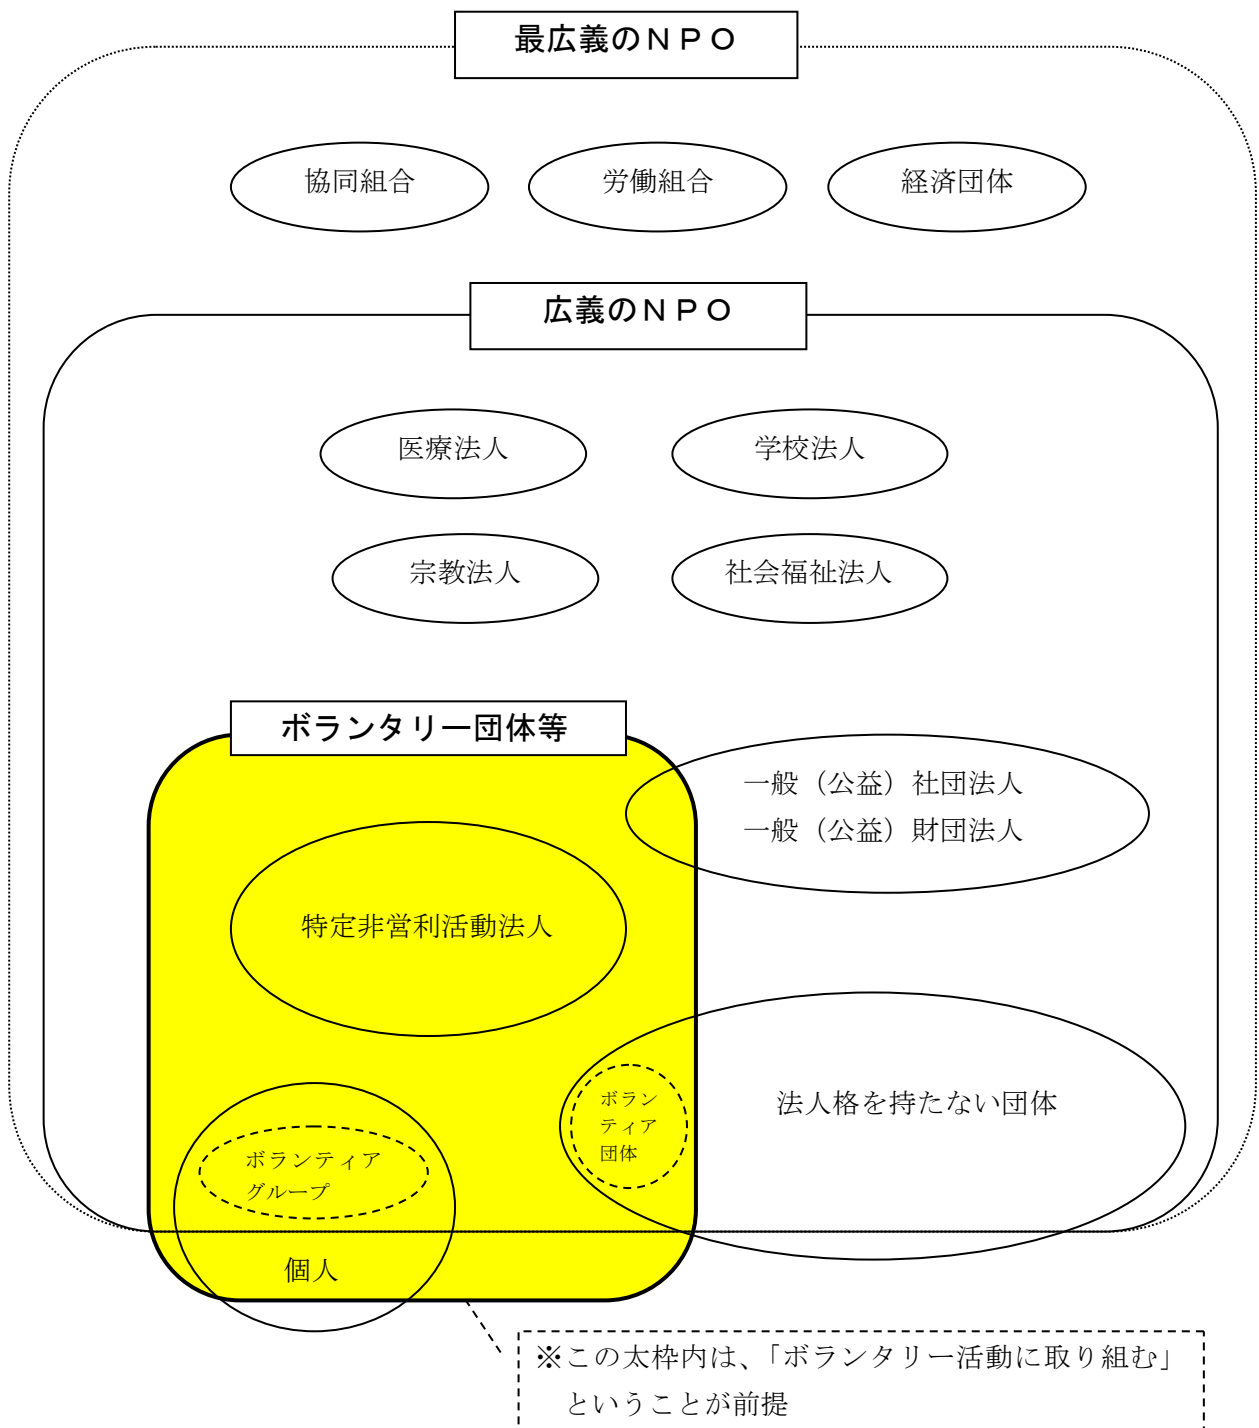 最広義のＮＰＯ
協同組合
労働組合
経済団体
広義のＮＰＯ
医療法人
学校法人
宗教法人
社会福祉法人
ボランタリー団体等
一般（公益）社団法人
一般（公益）財団法人
特定非営利活動法人
法人格を持たない団体
ボラン
ティア
団体
ボランティア
グループ
個人
※この太枠内は、「ボランタリー活動に取り組む」
ということが前提